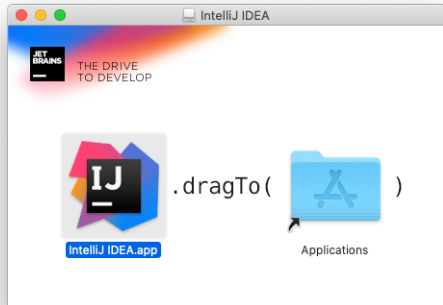 IntelliJ IDEA
JET
BRAINS
THE DRIVE
TO DEVELOP
IJ
.dragTo( )
IntelliJ IDEA.app
Applications